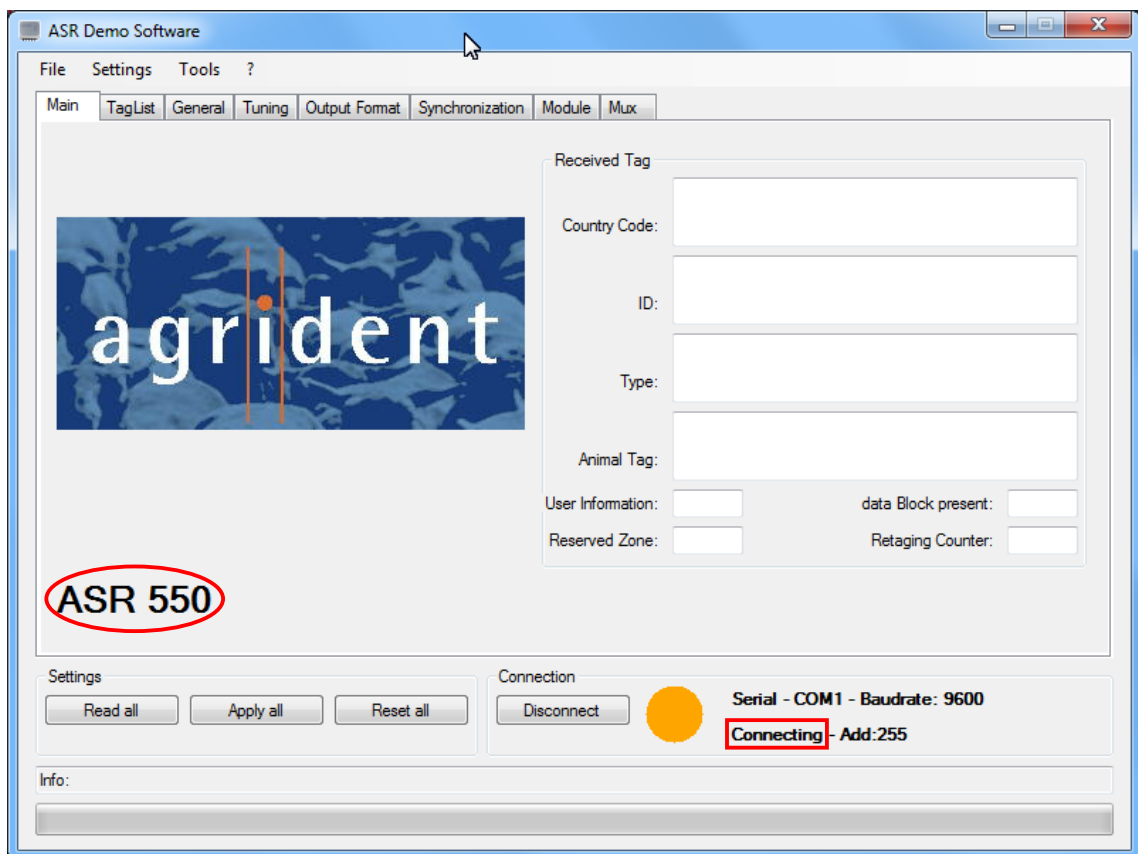 ASR Demo Software
File Settings Tools ?
Main TagList General Tuning Output Format Synchronization Module Mux
Received Tag
Country Code:
ID:
Type:
Animal Tag:
User Information: data Block present:
Reserved Zone: Retaging Counter:
agrident
ASR 550
Settings
Read all Apply all Reset all
Connection
Disconnect
Serial - COM1 - Baudrate: 9600
Connecting - Add:255
Info: